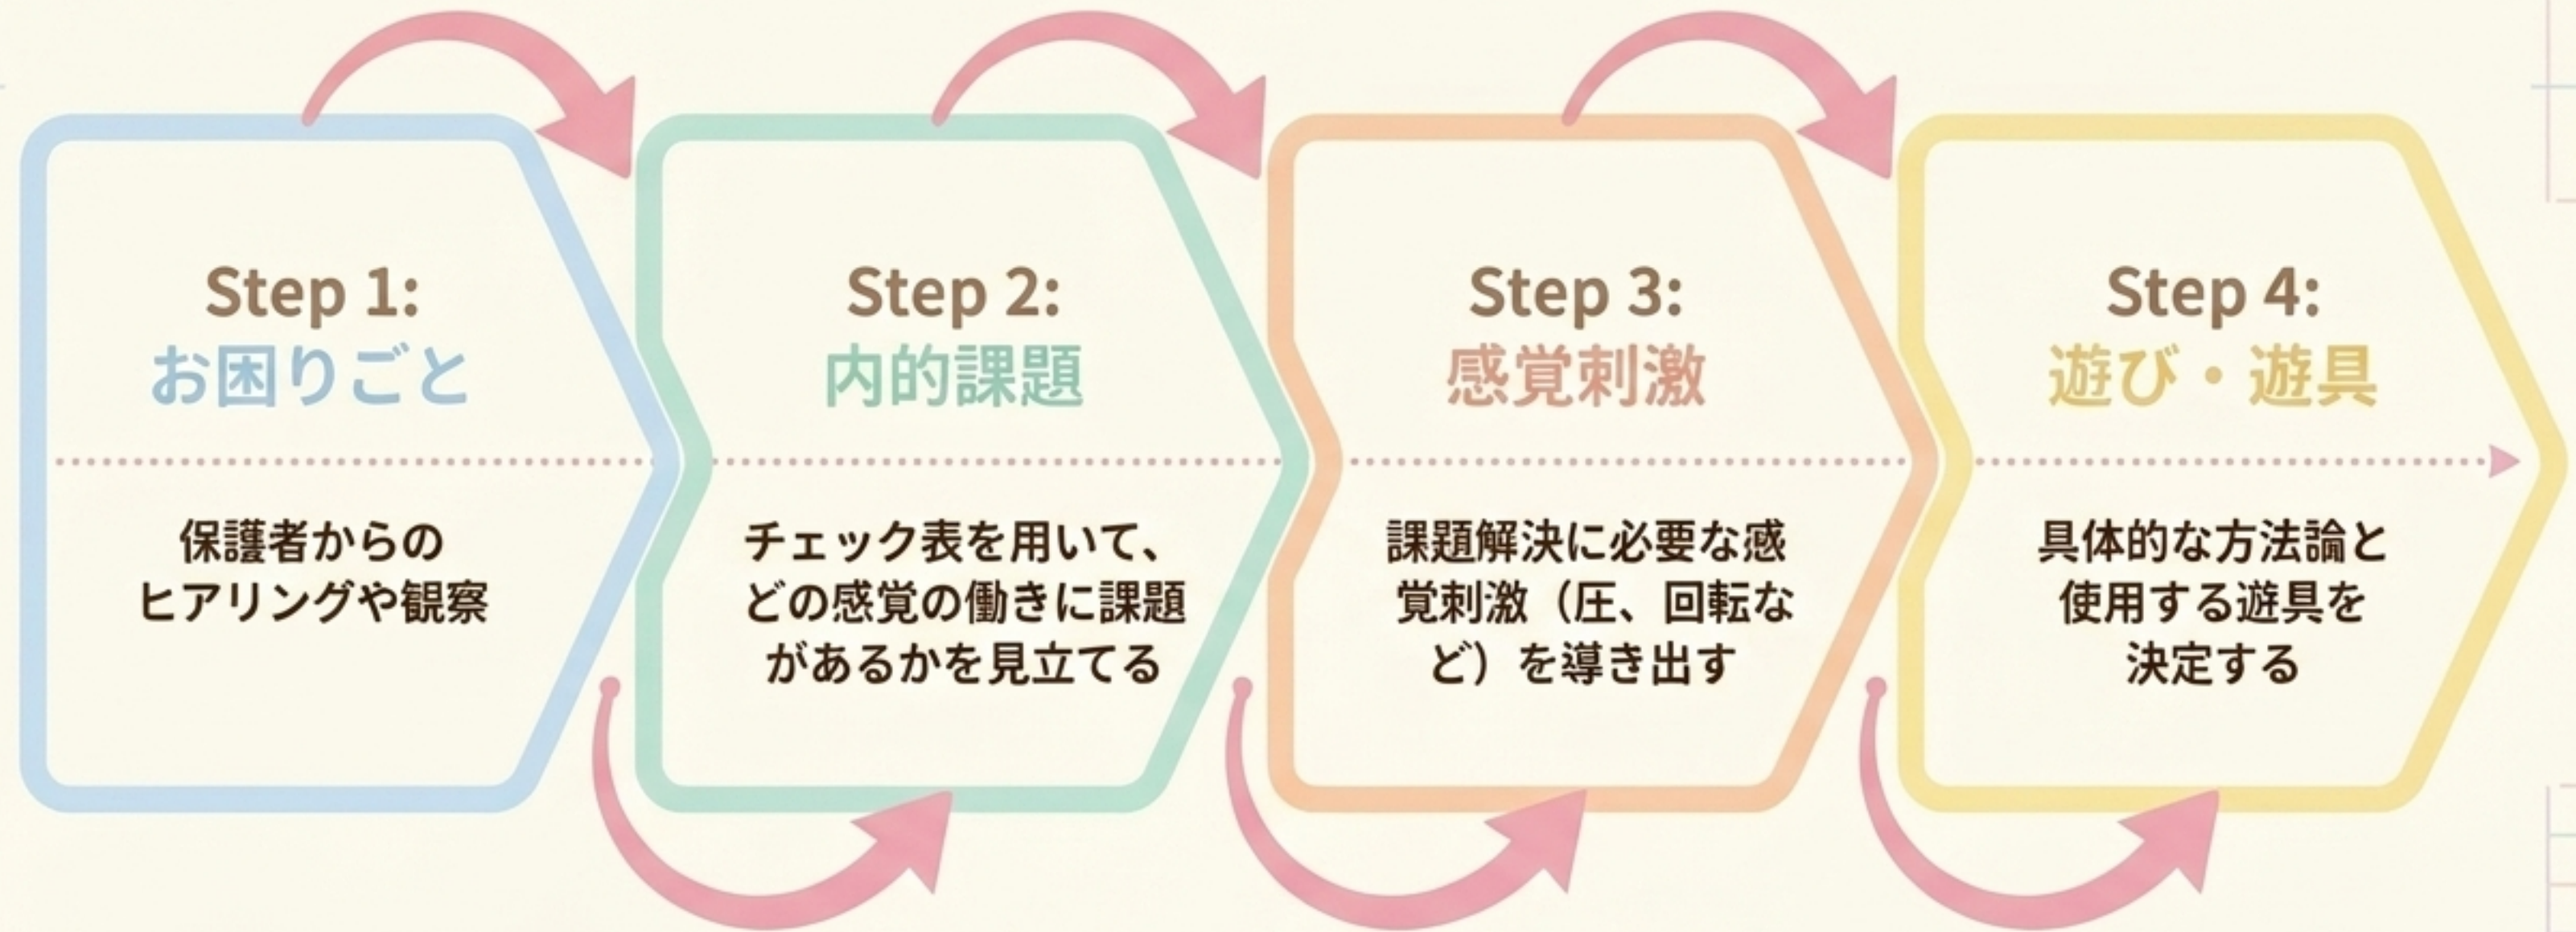 Step 1:
お困りごと
保護者からの
ヒアリングや観察
Step 2:
内的課題
チェック表を用いて、
どの感覚の働きに課題
があるかを見立てる
Step 3:
感覚刺激
課題解決に必要な感
覚刺激（圧、回転な
ど）を導き出す
Step 4:
遊び・遊具
具体的な方法論と
使用する遊具を
決定する